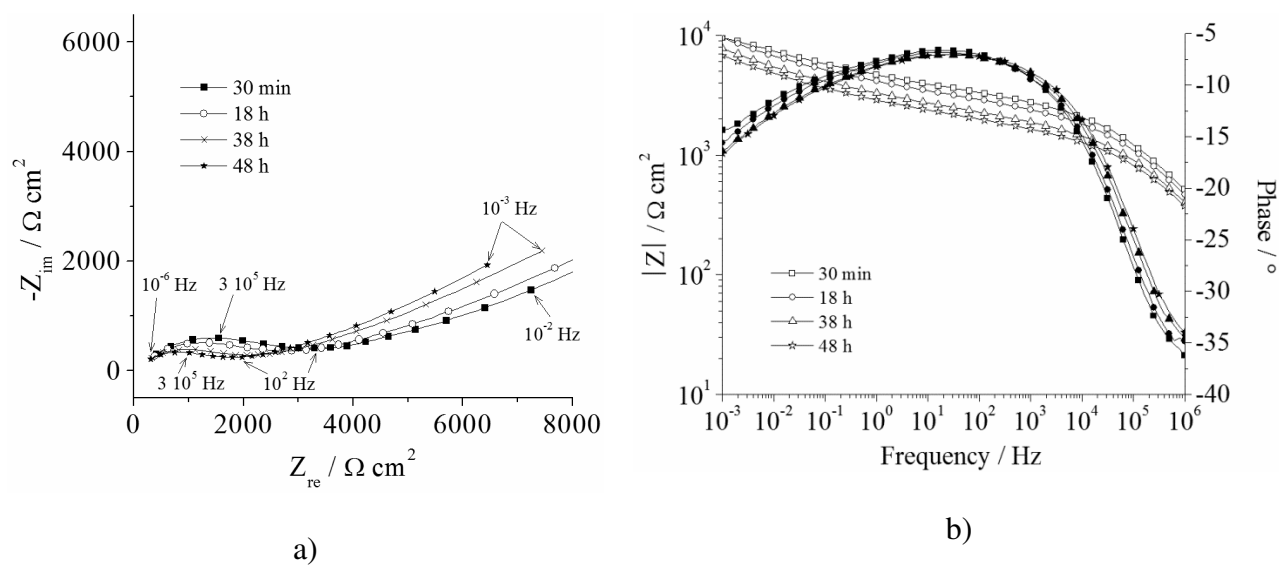 6000
4000
2000
0
-Z_im / Ω cm^2
30 min
18 h
38 h
48 h
10^-6 Hz
3 10^5 Hz
10^-3 Hz
10^-2 Hz
3 10^5 Hz
10^2 Hz
0 2000 4000 6000 8000
Z_re / Ω cm^2
a)
10^4
10^3
10^2
10^1
|Z| / Ω cm^2
30 min
18 h
38 h
48 h
-5
-10
-15
-20
-25
-30
-35
-40
Phase / °
10^-3 10^-2 10^-1 10^0 10^1 10^2 10^3 10^4 10^5 10^6
Frequency / Hz
b)